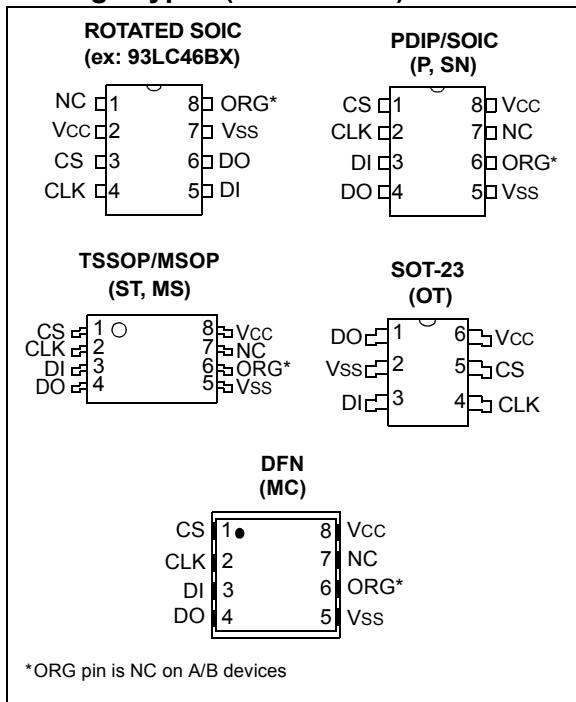 ROTATED SOIC
(ex: 93LC46BX)
NC 1 8 ORG*
VCC 2 7 VSS
CS 3 6 DO
CLK 4 5 DI
PDIP/SOIC
(P, SN)
CS 1 8 VCC
CLK 2 7 NC
DI 3 6 ORG*
DO 4 5 VSS
TSSOP/MSOP
(ST, MS)
CS 1 8 VCC
CLK 2 7 NC
DI 3 6 ORG*
DO 4 5 VSS
SOT-23
(OT)
DO 1 6 VCC
VSS 2 5 CS
DI 3 4 CLK
DFN
(MC)
CS 1 8 VCC
CLK 2 7 NC
DI 3 6 ORG*
DO 4 5 VSS
*ORG pin is NC on A/B devices